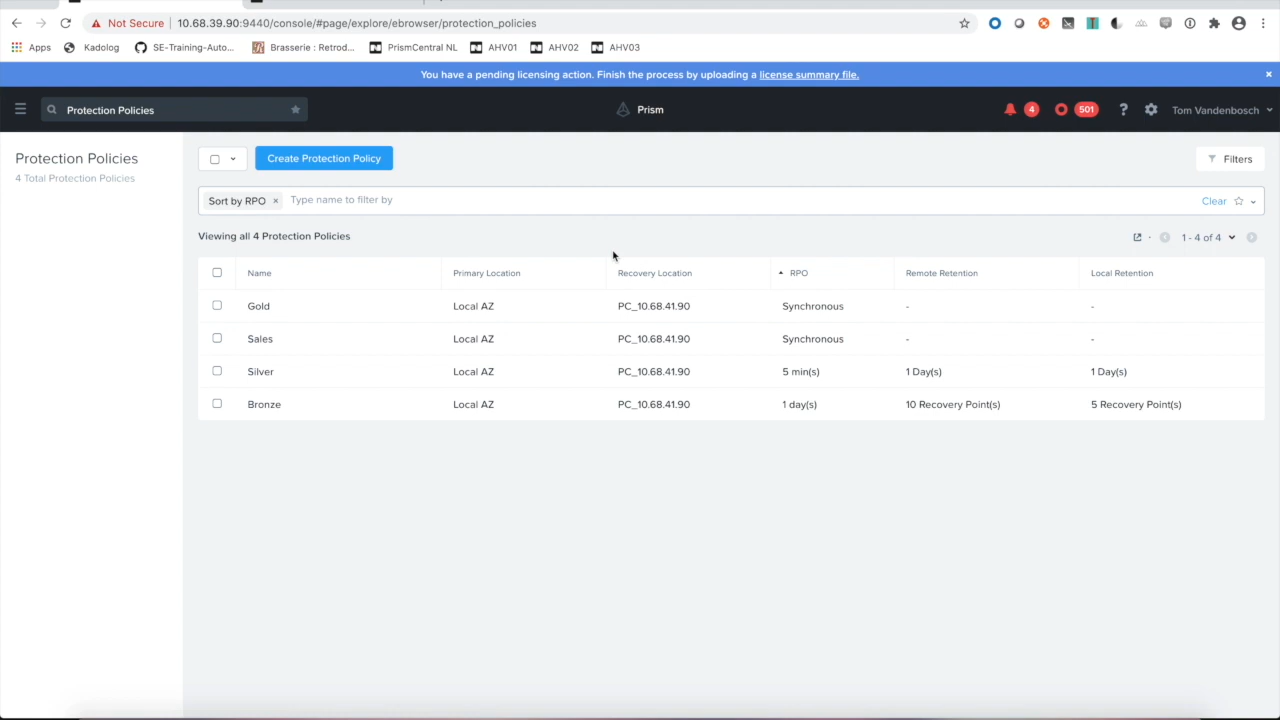 Not Secure 10.68.39.90:9440/console/#page/explore/ebrowser/protection_policies
Apps Kadolog SE-Training-Auto... Brasserie : Retrod... PrismCentral NL AHV01 AHV02 AHV03
You have a pending licensing action. Finish the process by uploading a license summary file.
Protection Policies Prism 4 501 ? Tom Vandenbosch
Protection Policies
4 Total Protection Policies
Create Protection Policy Filters
Sort by RPO × Type name to filter by Clear
Viewing all 4 Protection Policies 1 - 4 of 4
Name Primary Location Recovery Location RPO Remote Retention Local Retention
Gold Local AZ PC_10.68.41.90 Synchronous - -
Sales Local AZ PC_10.68.41.90 Synchronous - -
Silver Local AZ PC_10.68.41.90 5 min(s) 1 Day(s) 1 Day(s)
Bronze Local AZ PC_10.68.41.90 1 day(s) 10 Recovery Point(s) 5 Recovery Point(s)